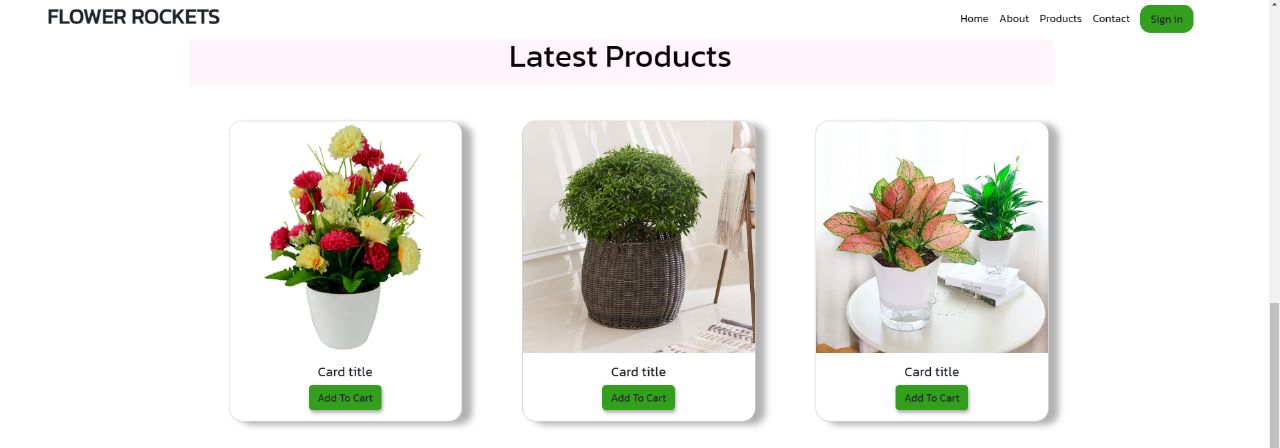 FLOWER ROCKETS
Home About Products Contact Sign In
Latest Products
Card title
Add To Cart
Card title
Add To Cart
Card title
Add To Cart